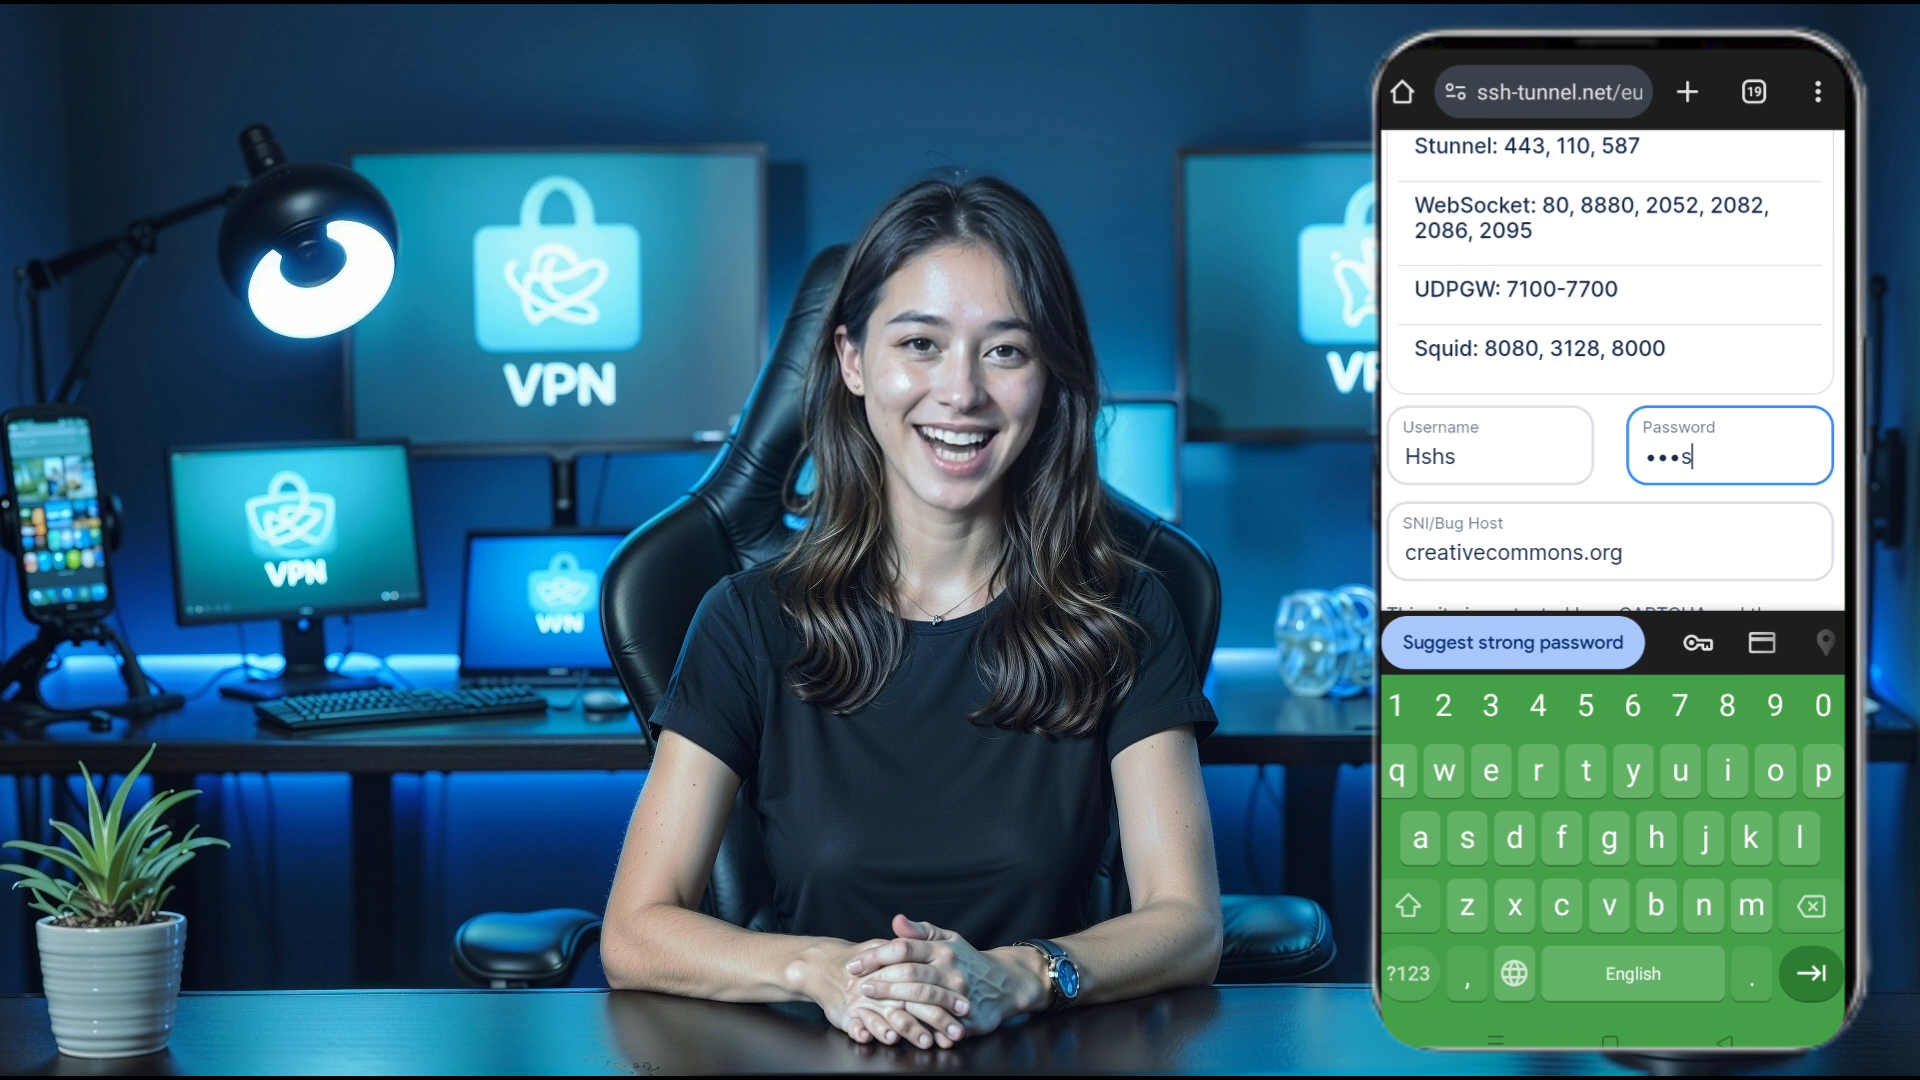 VPN
VPN
VPN
ssh-tunnel.net/eu
19
Stunnel: 443, 110, 587
WebSocket: 80, 8880, 2052, 2082,
2086, 2095
UDPGW: 7100-7700
Squid: 8080, 3128, 8000
Username
Password
Hshs
•••s
SNI/Bug Host
creativecommons.org
Suggest strong password
1 2 3 4 5 6 7 8 9 0
q w e r t y u i o p
a s d f g h j k l
z x c v b n m
?123 , English .